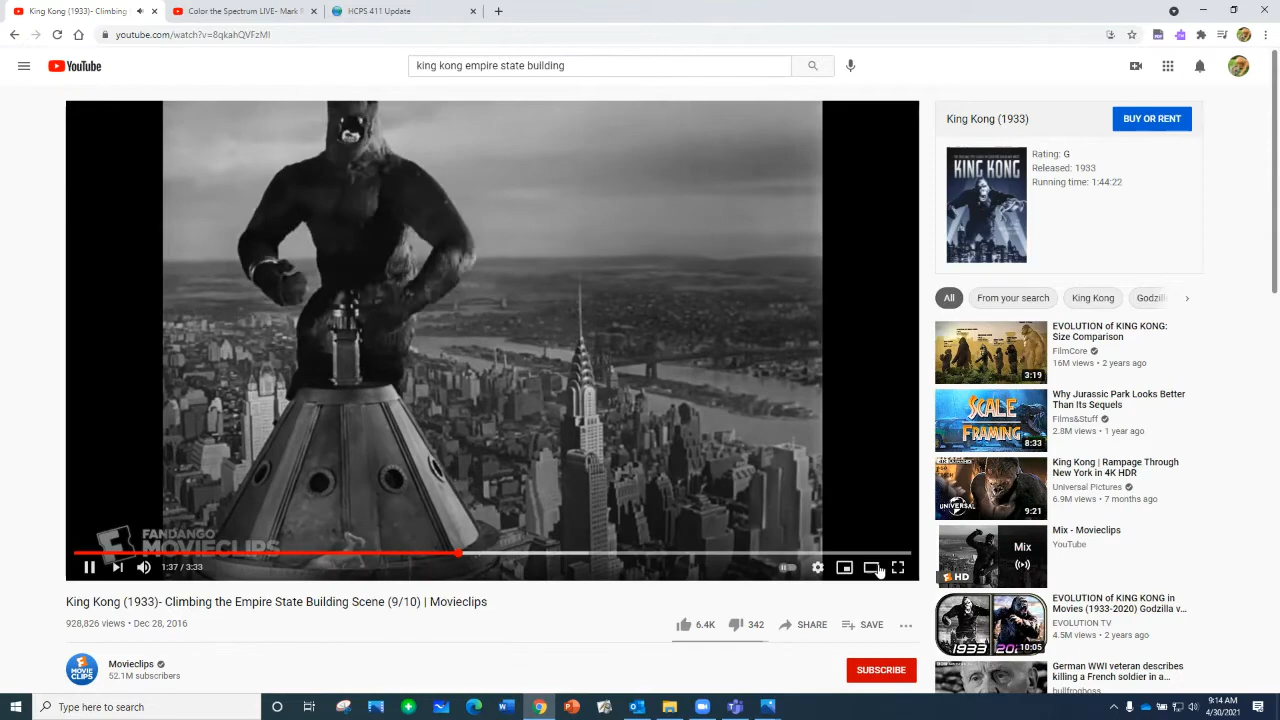 King Kong (1933)- Climbing
Color the Spectrum LIVE- Mark R
HCPS 411 Update
youtube.com/watch?v=8qkahQVFzMI
YouTube
king kong empire state building
King Kong (1933)
BUY OR RENT
KING KONG
Rating: G
Released: 1933
Running time: 1:44:22
All
From your search
King Kong
Godzill
EVOLUTION of KING KONG:
Size Comparison
FilmCore
16M views • 2 years ago
3:19
Why Jurassic Park Looks Better
Than Its Sequels
Films&Stuff
2.8M views • 1 year ago
SCALE
FRAMING
8:33
King Kong | Rampage Through
New York in 4K HDR
Universal Pictures
6.9M views • 7 months ago
UNIVERSAL
9:21
Mix - Movieclips
YouTube
Mix
HD
EVOLUTION of KING KONG in
Movies (1933-2020) Godzilla v...
EVOLUTION TV
4.5M views • 2 years ago
1933
10:05
German WWI veteran describes
killing a French soldier in a...
bullfrogboss
FANDANGO
MOVIECLIPS
1:37 / 3:33
King Kong (1933)- Climbing the Empire State Building Scene (9/10) | Movieclips
928,826 views • Dec 28, 2016
6.4K
342
SHARE
SAVE
MOVIE
CLIPS
Movieclips
52.1M subscribers
SUBSCRIBE
Type here to search
9:14 AM
4/30/2021